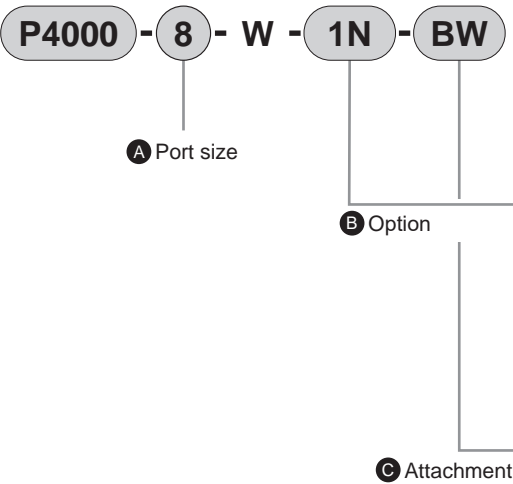 P4000 - 8 - W - 1N - BW
A Port size
B Option
C Attachment